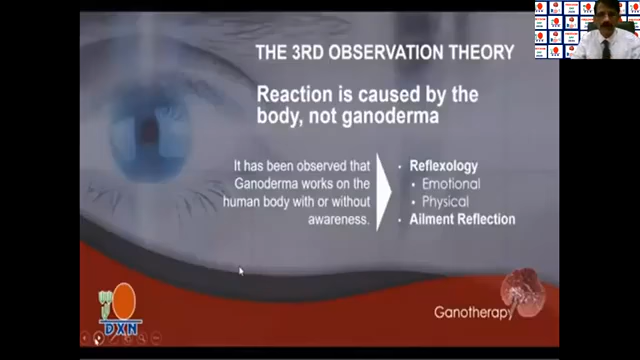 THE 3RD OBSERVATION THEORY
Reaction is caused by the
body, not ganoderma
It has been observed that
Ganoderma works on the
human body with or without
awareness.
• Reflexology
• Emotional
• Physical
• Ailment Reflection
DXN
Ganotherapy